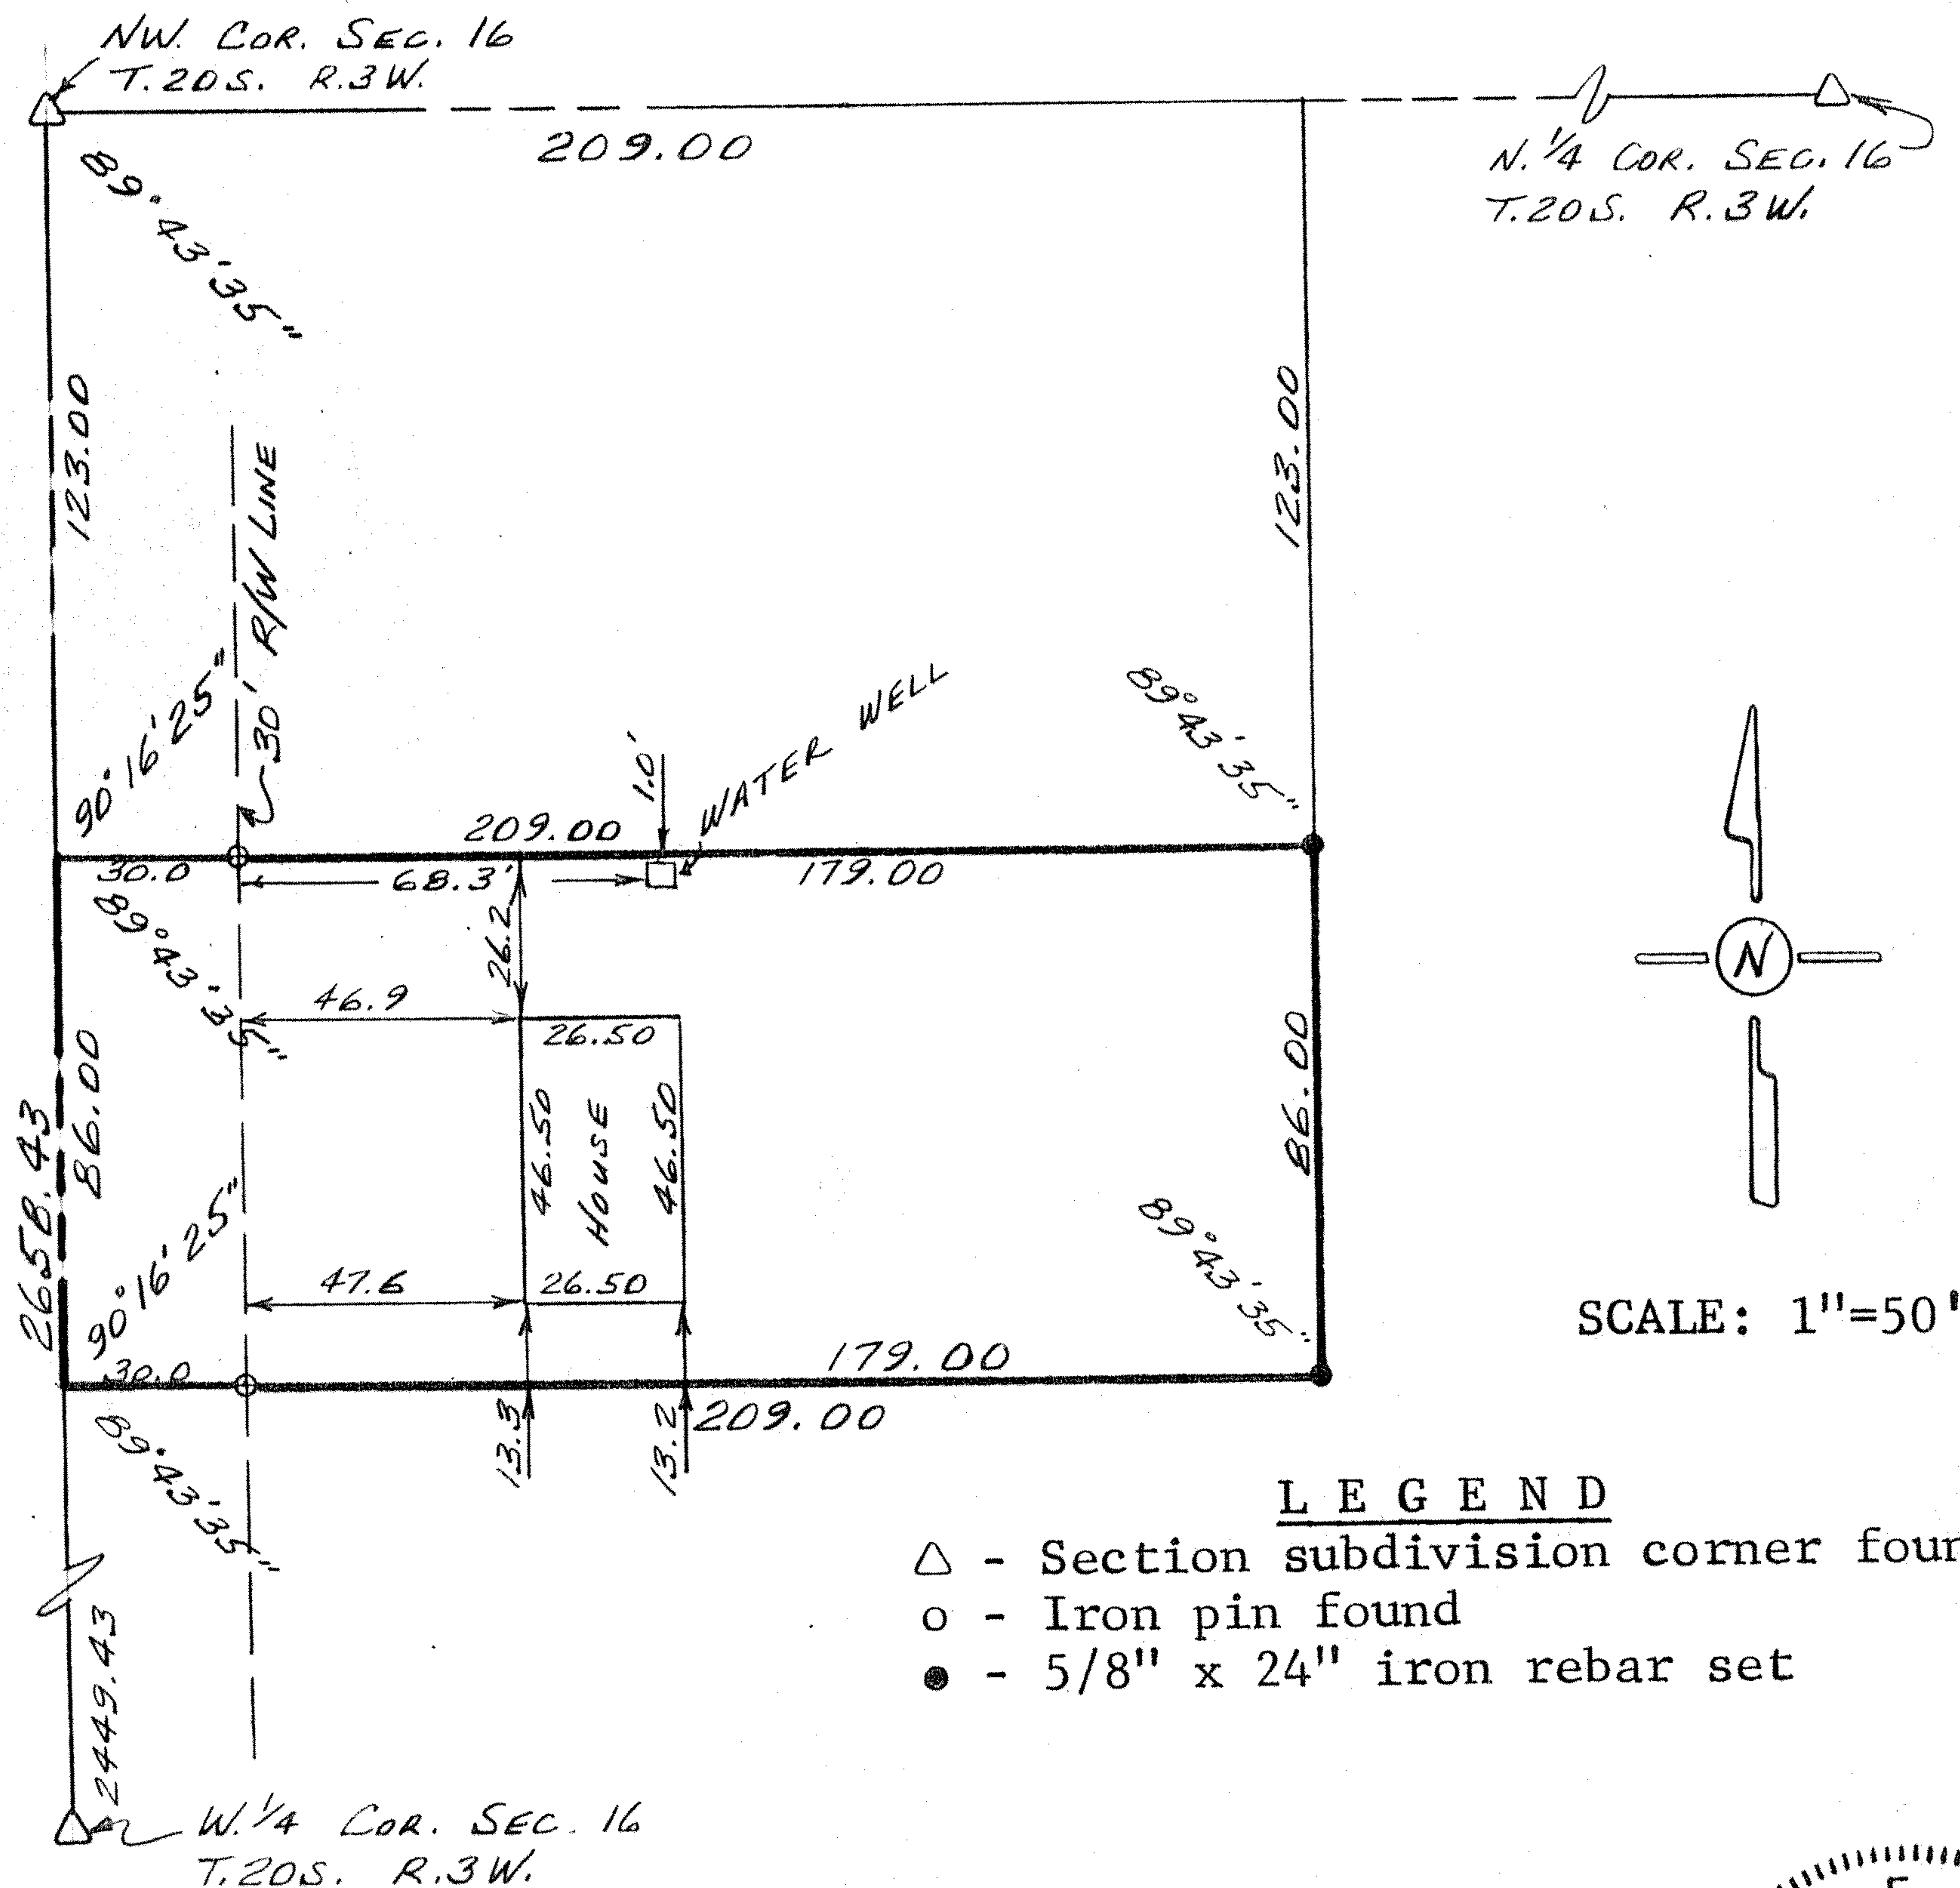 NW. COR. SEC. 16
T.20S. R.3W.
209.00
N. 1/4 COR. SEC. 16
T.20S. R.3W.
89°43'35"
123.00
123.00
R/W LINE
30'
90°16'25"
WATER WELL
1.0'
89°43'35"
209.00
30.0
68.3'
179.00
89°43'35"
26.2
46.9
26.50
86.00
46.50
HOUSE
46.50
86.00
N
2658.43
90°16'25"
89°43'35"
47.6
26.50
SCALE: 1"=50'
30.0
179.00
13.3
13.2
209.00
89°43'35"
LEGEND
△ - Section subdivision corner foun
o - Iron pin found
● - 5/8" x 24" iron rebar set
2449.43
W. 1/4 COR. SEC. 16
T.20S. R.3W.